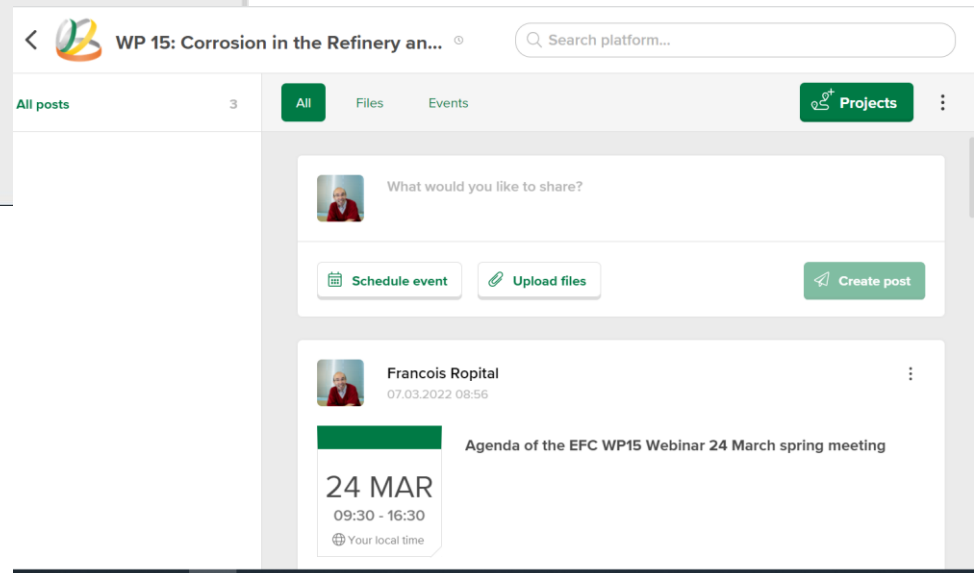 WP 15: Corrosion in the Refinery an...
Search platform...
All posts 3
All Files Events
Projects
What would you like to share?
Schedule event
Upload files
Create post
Francois Ropital
07.03.2022 08:56
Agenda of the EFC WP15 Webinar 24 March spring meeting
24 MAR
09:30 - 16:30
Your local time